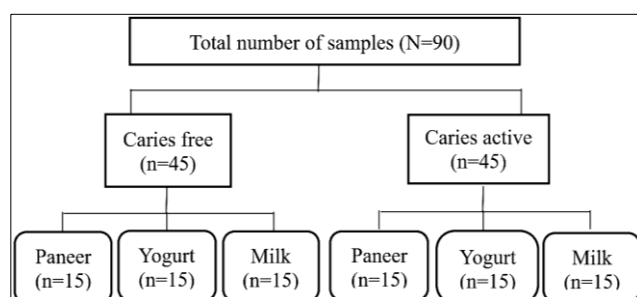 Total number of samples (N=90)
Caries free
(n=45)
Caries active
(n=45)
Paneer
(n=15)
Yogurt
(n=15)
Milk
(n=15)
Paneer
(n=15)
Yogurt
(n=15)
Milk
(n=15)